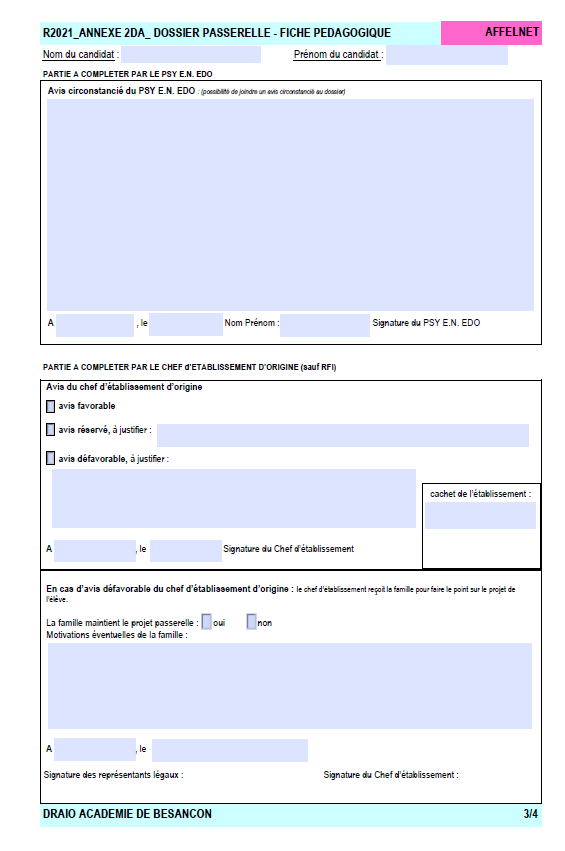 R2021_ANNEXE 2DA_ DOSSIER PASSERELLE - FICHE PEDAGOGIQUE AFFELNET
Nom du candidat : Prénom du candidat :
PARTIE A COMPLETER PAR LE PSY E.N. EDO
Avis circonstancié du PSY E.N. EDO : (possibilité de joindre un avis circonstancié au dossier)
A , le Nom Prénom : Signature du PSY E.N. EDO
PARTIE A COMPLETER PAR LE CHEF d'ETABLISSEMENT D'ORIGINE (sauf RFI)
Avis du chef d'établissement d'origine
avis favorable
avis réservé, à justifier :
avis défavorable, à justifier :
cachet de l'établissement :
A , le Signature du Chef d'établissement
En cas d'avis défavorable du chef d'établissement d'origine : le chef d'établissement reçoit la famille pour faire le point sur le projet de
l'élève.
La famille maintient le projet passerelle : oui non
Motivations éventuelles de la famille :
A , le
Signature des représentants légaux : Signature du Chef d'établissement :
DRAIO ACADEMIE DE BESANCON 3/4